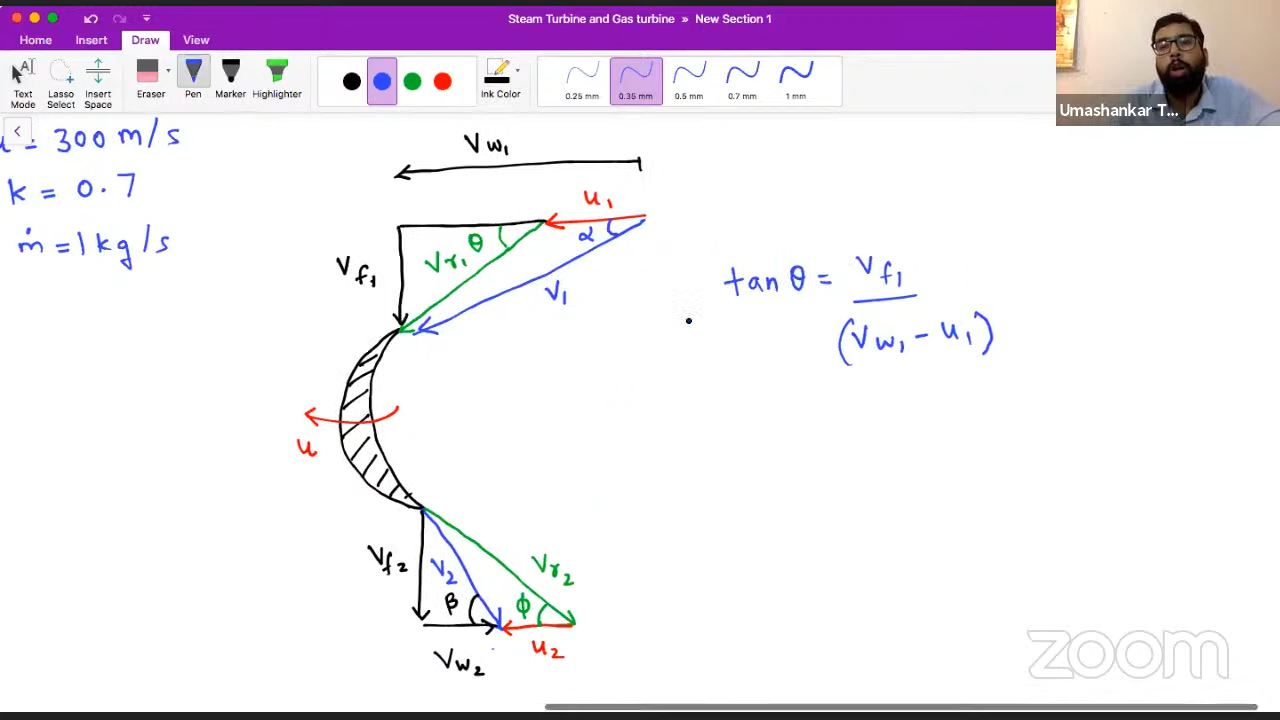 Steam Turbine and Gas turbine » New Section 1
Home Insert Draw View
Text Mode
Lasso Select
Insert Space
Eraser
Pen
Marker
Highlighter
Ink Color
0.25 mm
0.35 mm
0.5 mm
0.7 mm
1 mm
Umashankar T...
= 300 m/s
k = 0.7
ṁ = 1 kg/s
Vw₁
u₁
θ
α
Vr₁
Vf₁
V₁
tan θ = Vf₁
(Vw₁ - u₁)
u
Vf₂
V₂
Vr₂
β
φ
u₂
Vw₂
zoom